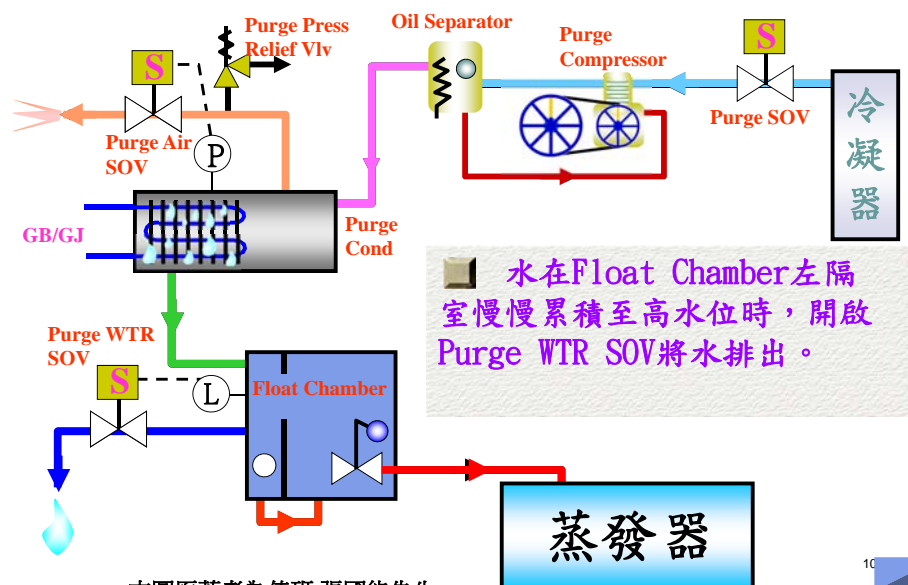 Purge Press
Relief Vlv
Oil Separator
Purge
Compressor
S
S
Purge SOV
冷
凝
器
Purge Air
SOV
P
GB/GJ
Purge
Cond
水在Float Chamber左隔
室慢慢累積至高水位時,開啟
Purge WTR SOV將水排出。
Purge WTR
SOV
S
L
Float Chamber
蒸發器
10